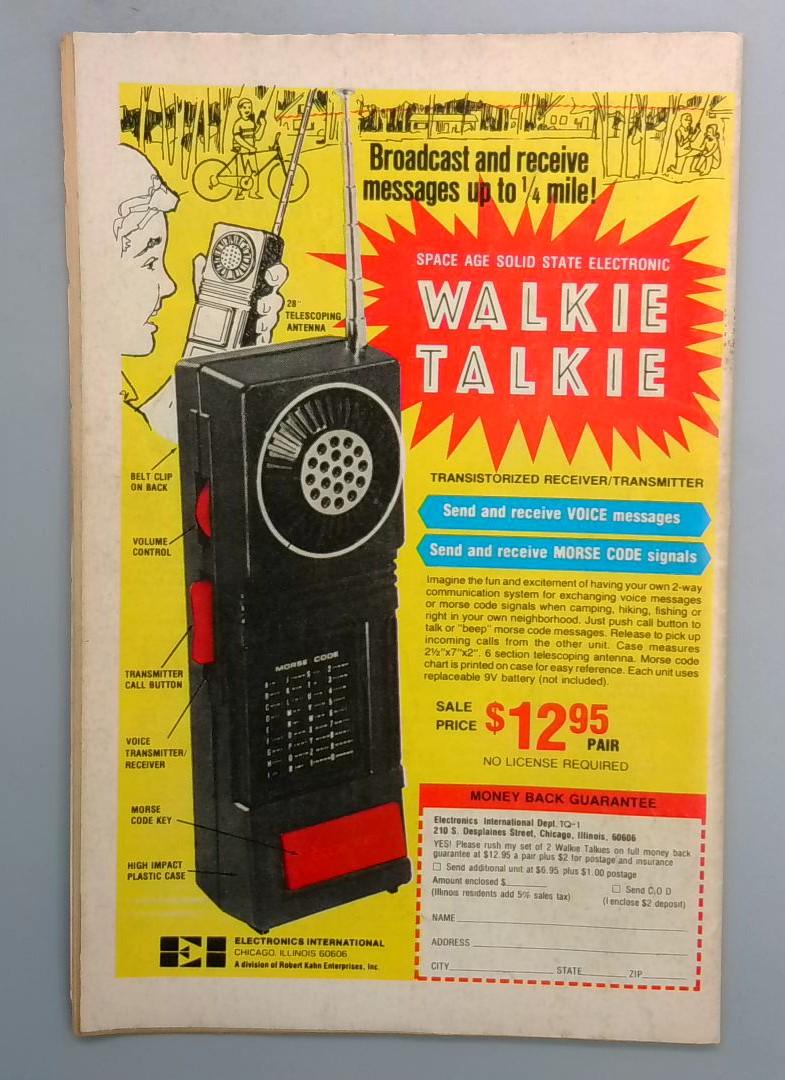 Broadcast and receive
messages up to 1/4 mile!
SPACE AGE SOLID STATE ELECTRONIC
WALKIE
TALKIE
28"
TELESCOPING
ANTENNA
BELT CLIP
ON BACK
VOLUME
CONTROL
TRANSMITTER
CALL BUTTON
VOICE
TRANSMITTER/
RECEIVER
MORSE
CODE KEY
HIGH IMPACT
PLASTIC CASE
MORSE CODE
TRANSISTORIZED RECEIVER/TRANSMITTER
Send and receive VOICE messages
Send and receive MORSE CODE signals
Imagine the fun and excitement of having your own 2-way
communication system for exchanging voice messages
or morse code signals when camping, hiking, fishing or
right in your own neighborhood. Just push call button to
talk or "beep" morse code messages. Release to pick up
incoming calls from the other unit. Case measures
2½"x7"x2". 6 section telescoping antenna. Morse code
chart is printed on case for easy reference. Each unit uses
replaceable 9V battery (not included).
SALE
PRICE $12 95
PAIR
NO LICENSE REQUIRED
MONEY BACK GUARANTEE
Electronics International Dept. TQ-1
210 S. Desplaines Street, Chicago, Illinois, 60606
YES! Please rush my set of 2 Walkie Talkies on full money back
guarantee at $12.95 a pair plus $2 for postage and insurance
☐ Send additional unit at $6.95 plus $1.00 postage
Amount enclosed $
☐ Send C.O.D
(Illinois residents add 5% sales tax)
(I enclose $2 deposit)
NAME
ADDRESS
CITY STATE ZIP
ELECTRONICS INTERNATIONAL
CHICAGO, ILLINOIS 60606
A division of Robert Kahn Enterprises, Inc.